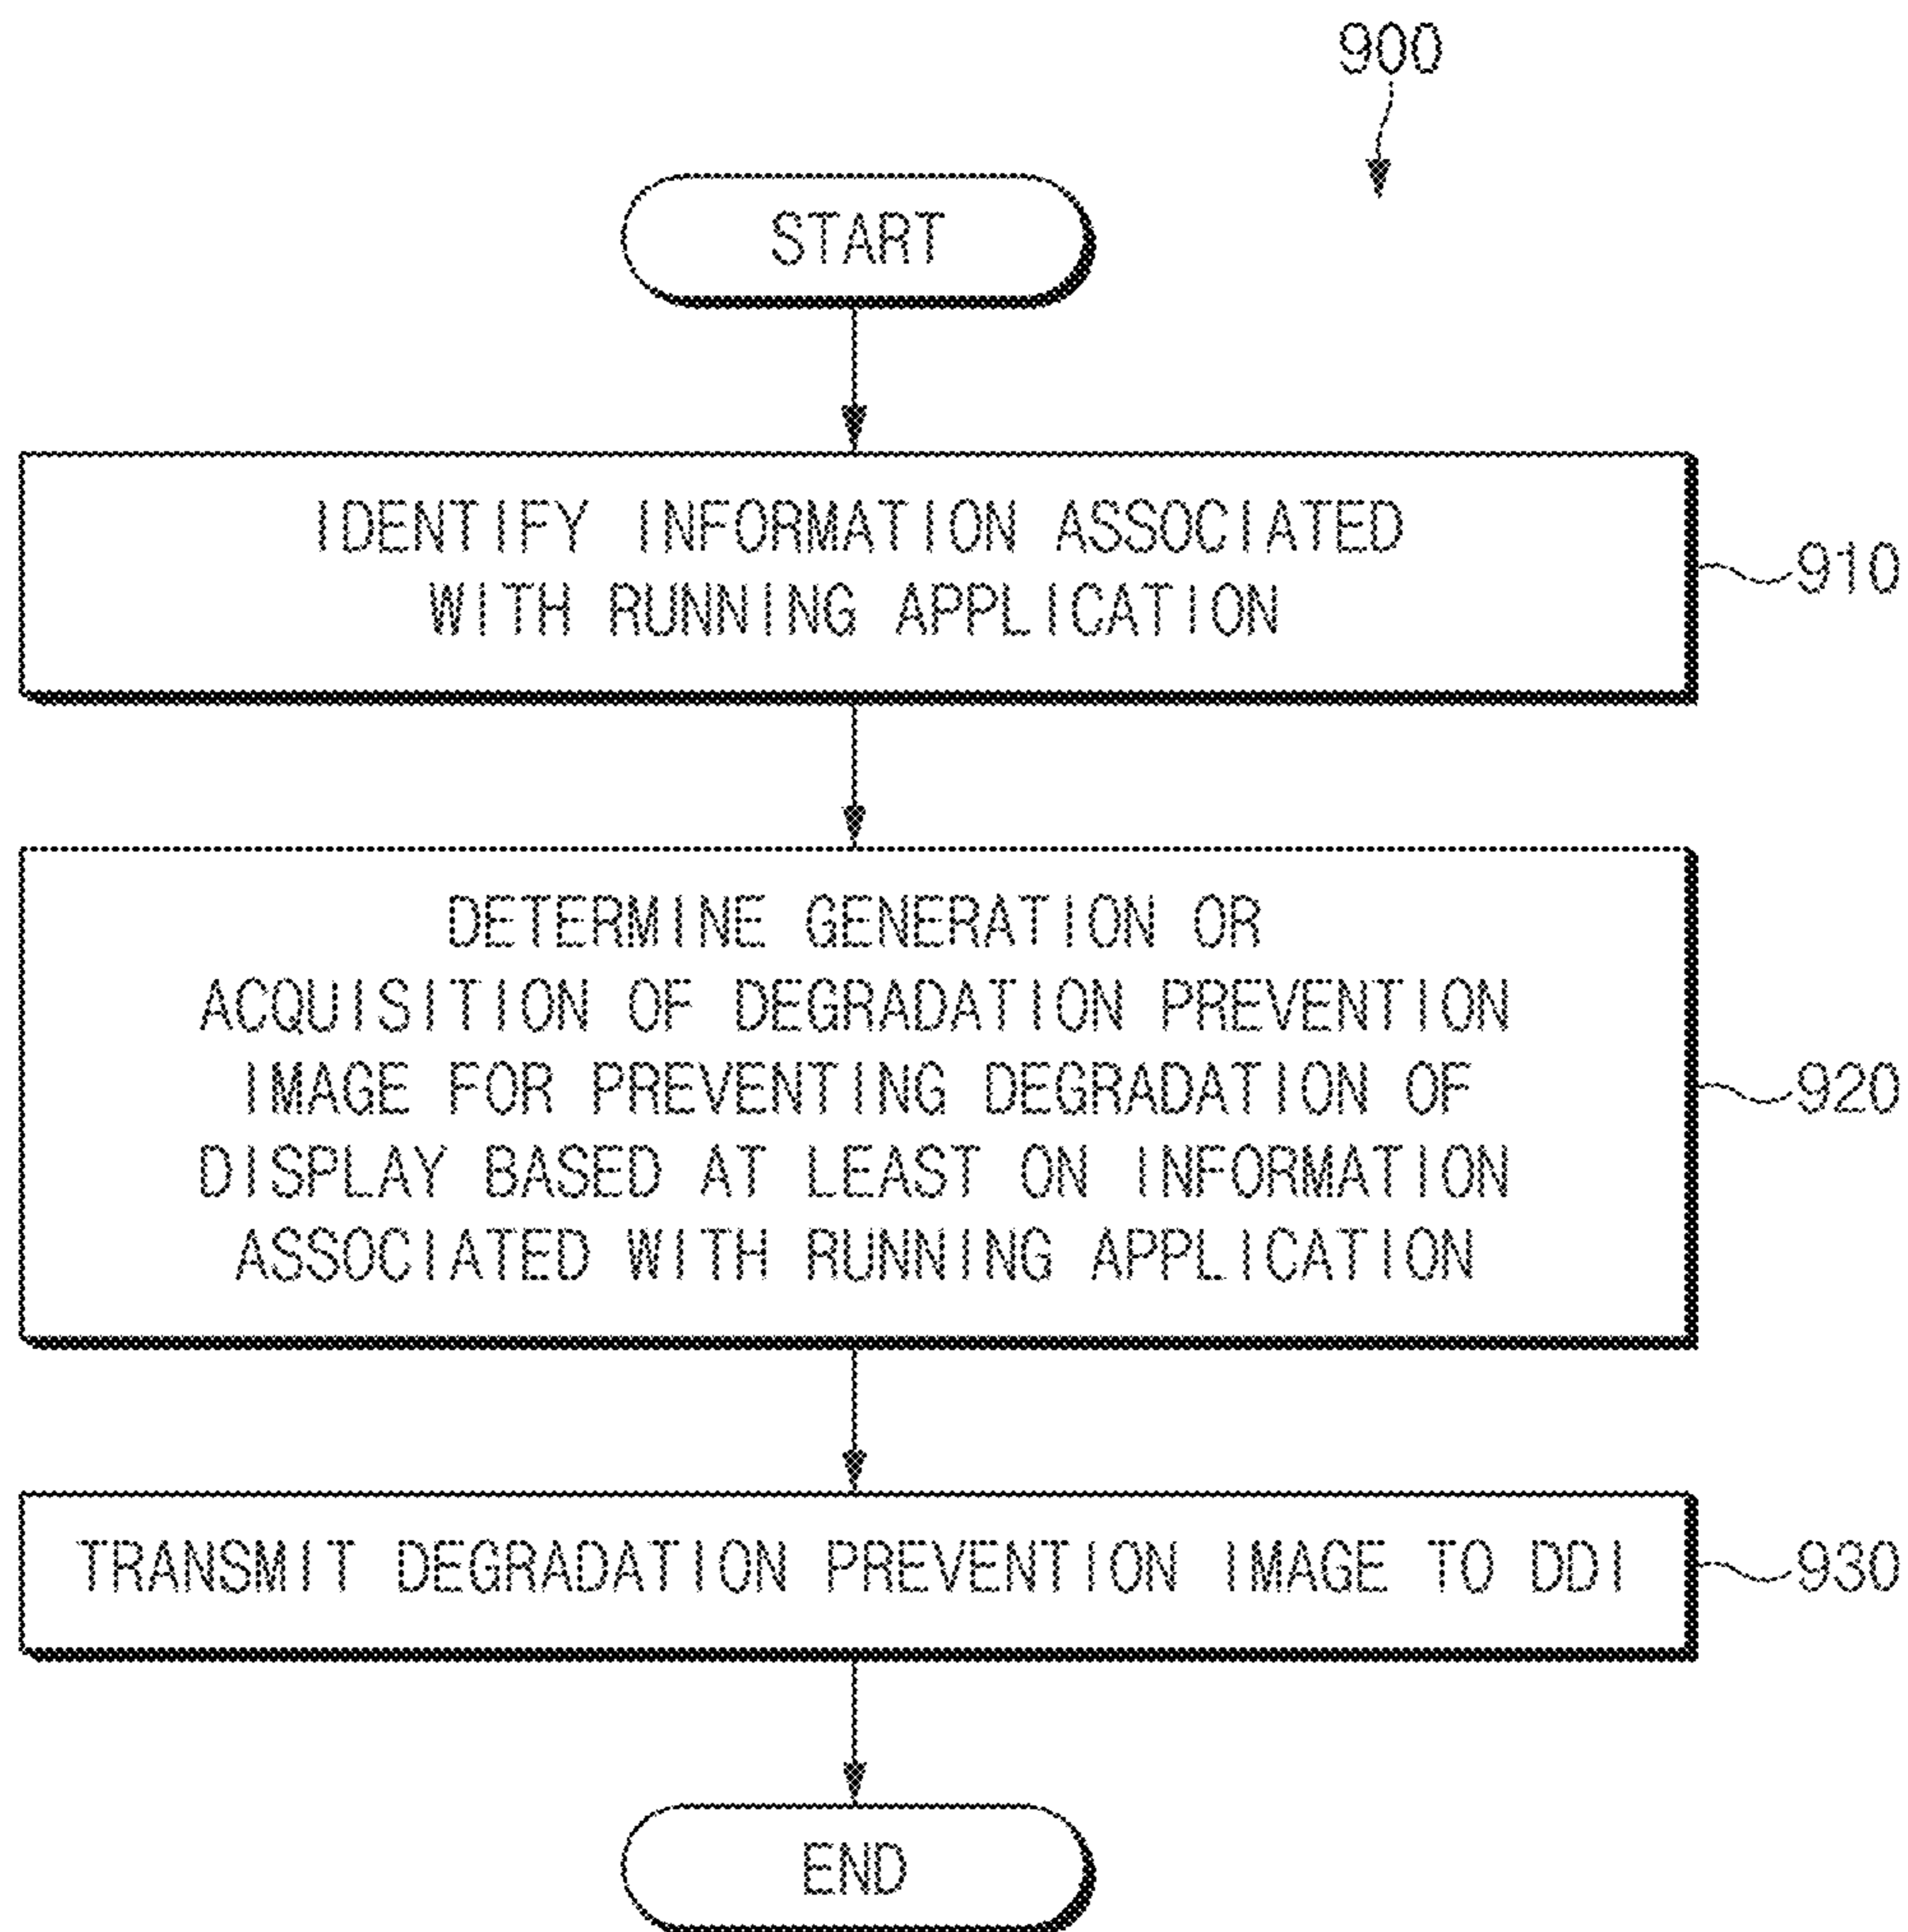 900
START
IDENTIFY INFORMATION ASSOCIATED
WITH RUNNING APPLICATION
910
DETERMINE GENERATION OR
ACQUISITION OF DEGRADATION PREVENTION
IMAGE FOR PREVENTING DEGRADATION OF
DISPLAY BASED AT LEAST ON INFORMATION
ASSOCIATED WITH RUNNING APPLICATION
920
TRANSMIT DEGRADATION PREVENTION IMAGE TO DDI
930
END